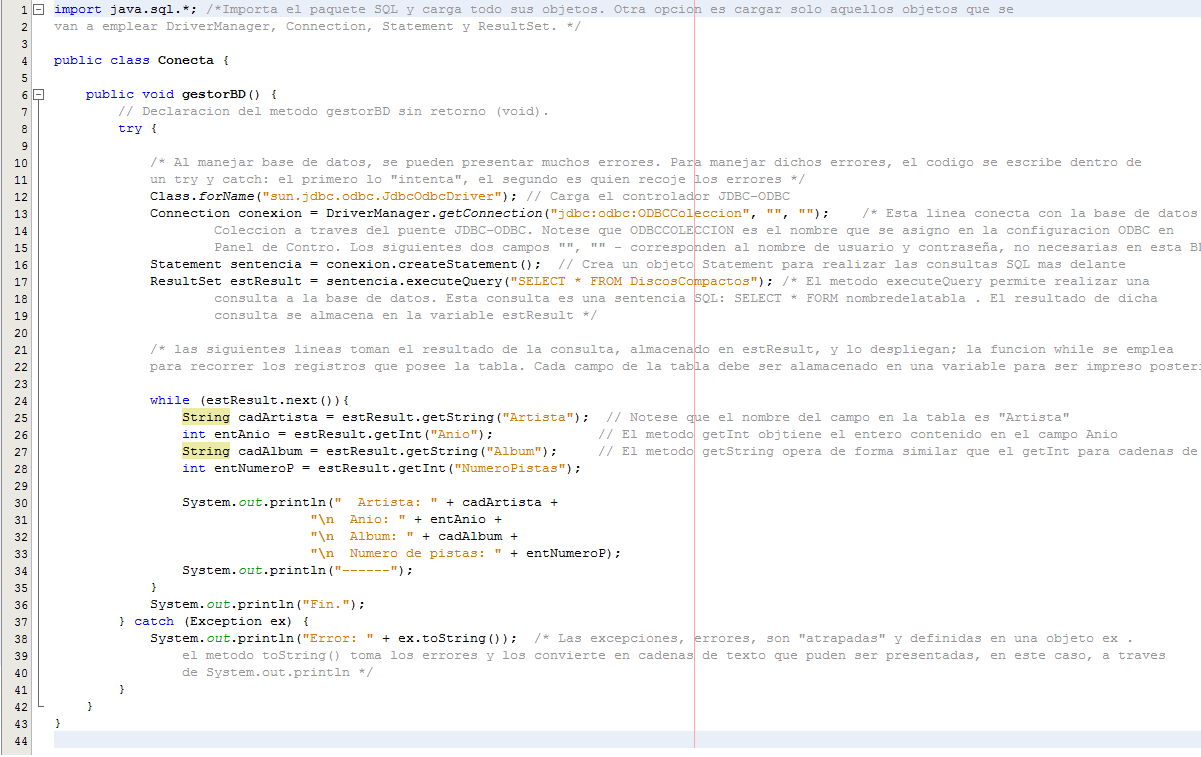 1 import java.sql.*; /*Importa el paquete SQL y carga todo sus objetos. Otra opcion es cargar solo aquellos objetos que se
2 van a emplear DriverManager, Connection, Statement y ResultSet. */
3
4 public class Conecta {
5
6 public void gestorBD() {
7 // Declaracion del metodo gestorBD sin retorno (void).
8 try {
9
10 /* Al manejar base de datos, se pueden presentar muchos errores. Para manejar dichos errores, el codigo se escribe dentro de
11 un try y catch: el primero lo "intenta", el segundo es quien recoje los errores */
12 Class.forName("sun.jdbc.odbc.JdbcOdbcDriver"); // Carga el controlador JDBC-ODBC
13 Connection conexion = DriverManager.getConnection("jdbc:odbc:ODBCColeccion", "", ""); /* Esta linea conecta con la base de datos
14 Coleccion a traves del puente JDBC-ODBC. Notese que ODBCCOLECCION es el nombre que se asigno en la configuracion ODBC en
15 Panel de Contro. Los siguientes dos campos "", "" - corresponden al nombre de usuario y contraseña, no necesarias en esta
16 Statement sentencia = conexion.createStatement(); // Crea un objeto Statement para realizar las consultas SQL mas delante
17 ResultSet estResult = sentencia.executeQuery("SELECT * FROM DiscosCompactos"); /* El metodo executeQuery permite realizar una
18 consulta a la base de datos. Esta consulta es una sentencia SQL: SELECT * FORM nombredelatabla . El resultado de dicha
19 consulta se almacena en la variable estResult */
20
21 /* las siguientes lineas toman el resultado de la consulta, almacenado en estResult, y lo despliegan; la funcion while se emplea
22 para recorrer los registros que posee la tabla. Cada campo de la tabla debe ser alamacenado en una variable para ser impreso posteri
23
24 while (estResult.next()){
25 String cadArtista = estResult.getString("Artista"); // Notese que el nombre del campo en la tabla es "Artista"
26 int entAnio = estResult.getInt("Anio"); // El metodo getInt objtiene el entero contenido en el campo Anio
27 String cadAlbum = estResult.getString("Album"); // El metodo getString opera de forma similar que el getInt para cadenas de
28 int entNumeroP = estResult.getInt("NumeroPistas");
29
30 System.out.println("  Artista: " + cadArtista +
31 "\n  Anio: " + entAnio +
32 "\n  Album: " + cadAlbum +
33 "\n  Numero de pistas: " + entNumeroP);
34 System.out.println("------");
35 }
36 System.out.println("Fin.");
37 } catch (Exception ex) {
38 System.out.println("Error: " + ex.toString()); /* Las excepciones, errores, son "atrapadas" y definidas en una objeto ex .
39 el metodo toString() toma los errores y los convierte en cadenas de texto que puden ser presentadas, en este caso, a traves
40 de System.out.println */
41 }
42 }
43 }
44